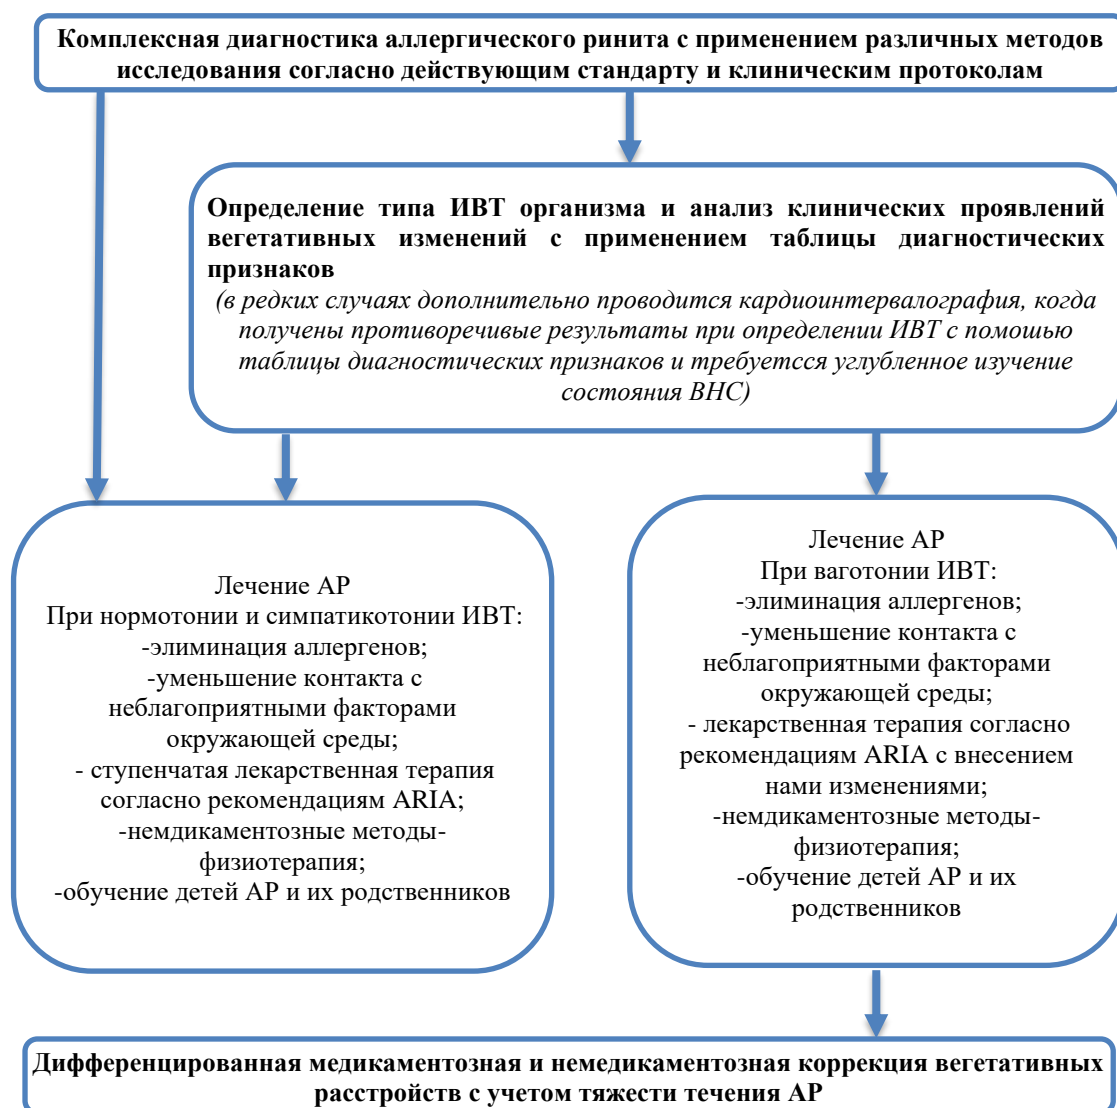 Комплексная диагностика аллергического ринита с применением различных методов
исследования согласно действующим стандарту и клиническим протоколам
Определение типа ИВТ организма и анализ клинических проявлений
вегетативных изменений с применением таблицы диагностических
признаков
(в редких случаях дополнительно проводится кардиоинтервалография, когда
получены противоречивые результаты при определении ИВТ с помошью
таблицы диагностических признаков и требуетсся углубленное изучение
состояния ВНС)
Лечение АР
При нормотонии и симпатикотонии ИВТ:
-элиминация аллергенов;
-уменьшение контакта с
неблагоприятными факторами
окружающей среды;
- ступенчатая лекарственная терапия
согласно рекомендациям ARIA;
-немдикаментозные методы-
физиотерапия;
-обучение детей АР и их родственников
Лечение АР
При ваготонии ИВТ:
-элиминация аллергенов;
-уменьшение контакта с
неблагоприятными факторами
окружающей среды;
- лекарственная терапия согласно
рекомендациям ARIA с внесением
нами изменениями;
-немдикаментозные методы-
физиотерапия;
-обучение детей АР и их
родственников
Дифференцированная медикаментозная и немедикаментозная коррекция вегетативных
расстройств с учетом тяжести течения АР